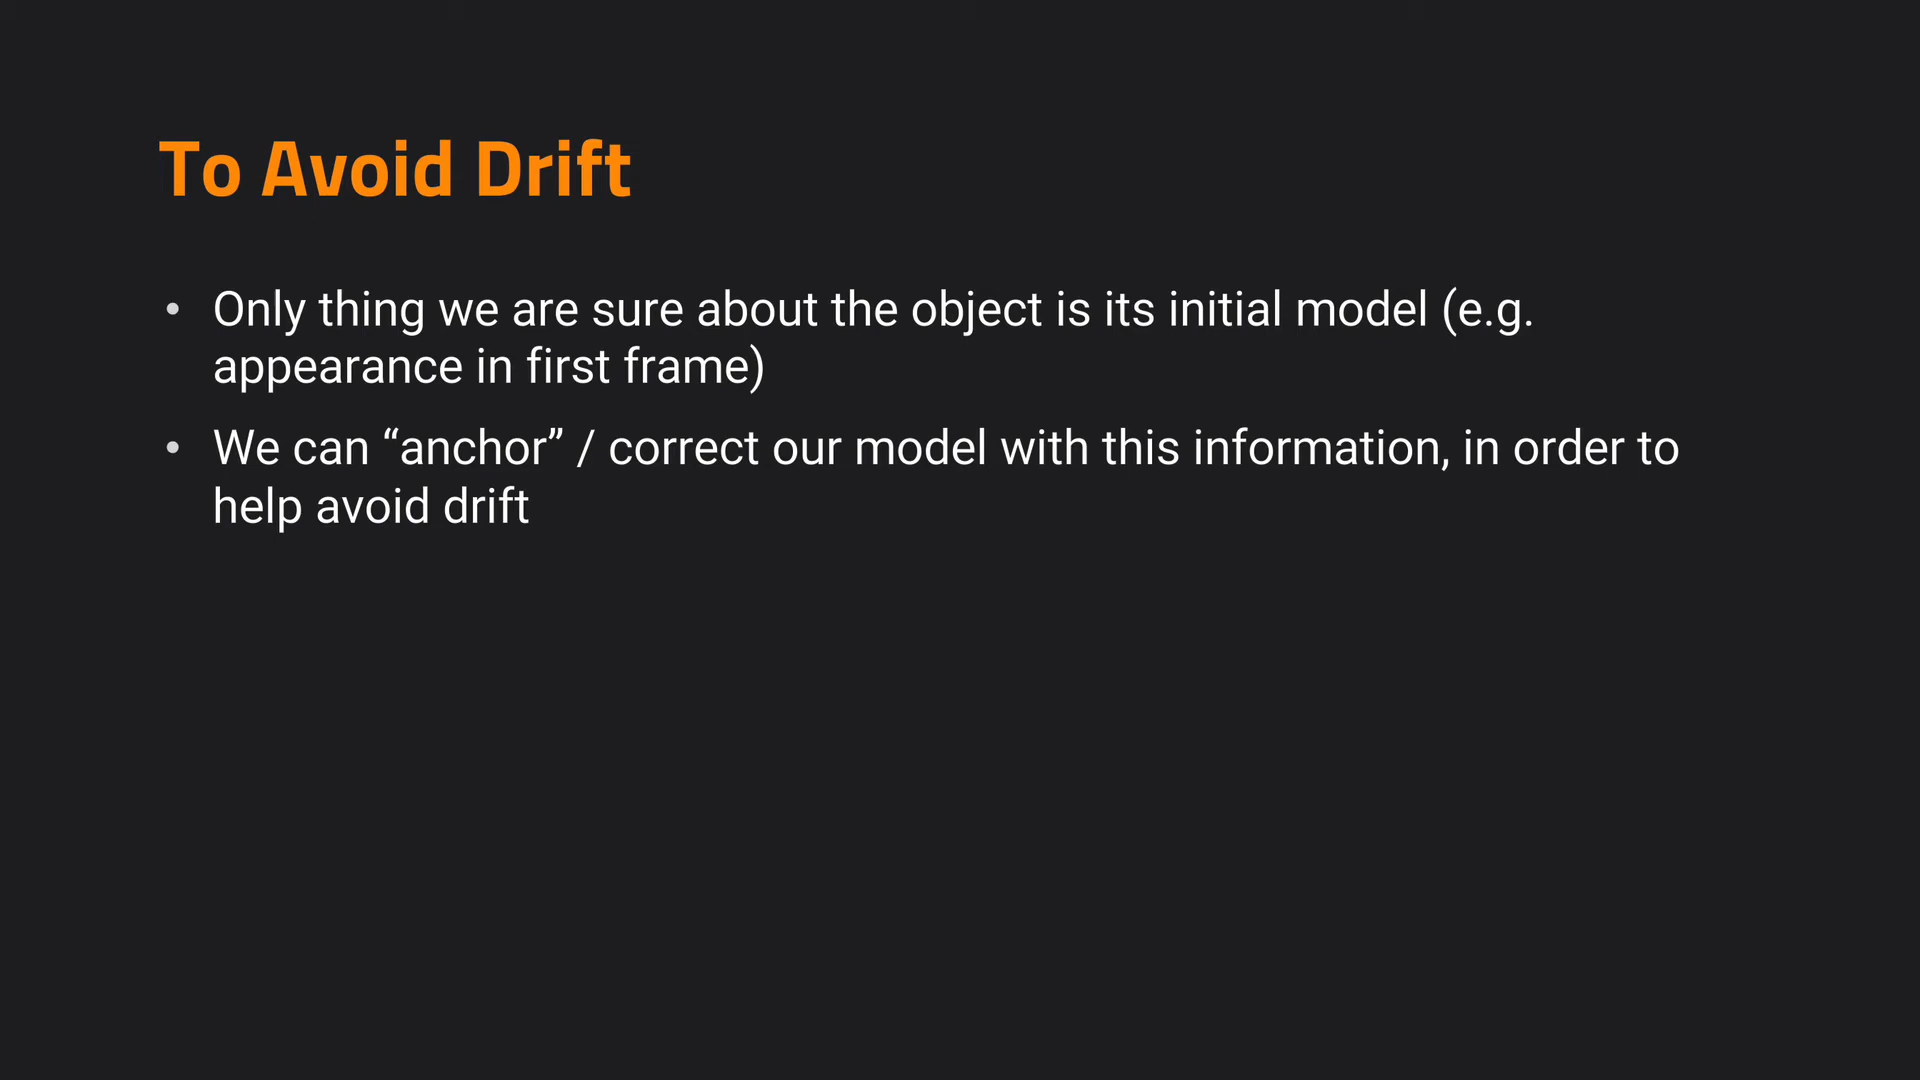 To Avoid Drift
• Only thing we are sure about the object is its initial model (e.g.
appearance in first frame)
• We can “anchor” / correct our model with this information, in order to
help avoid drift